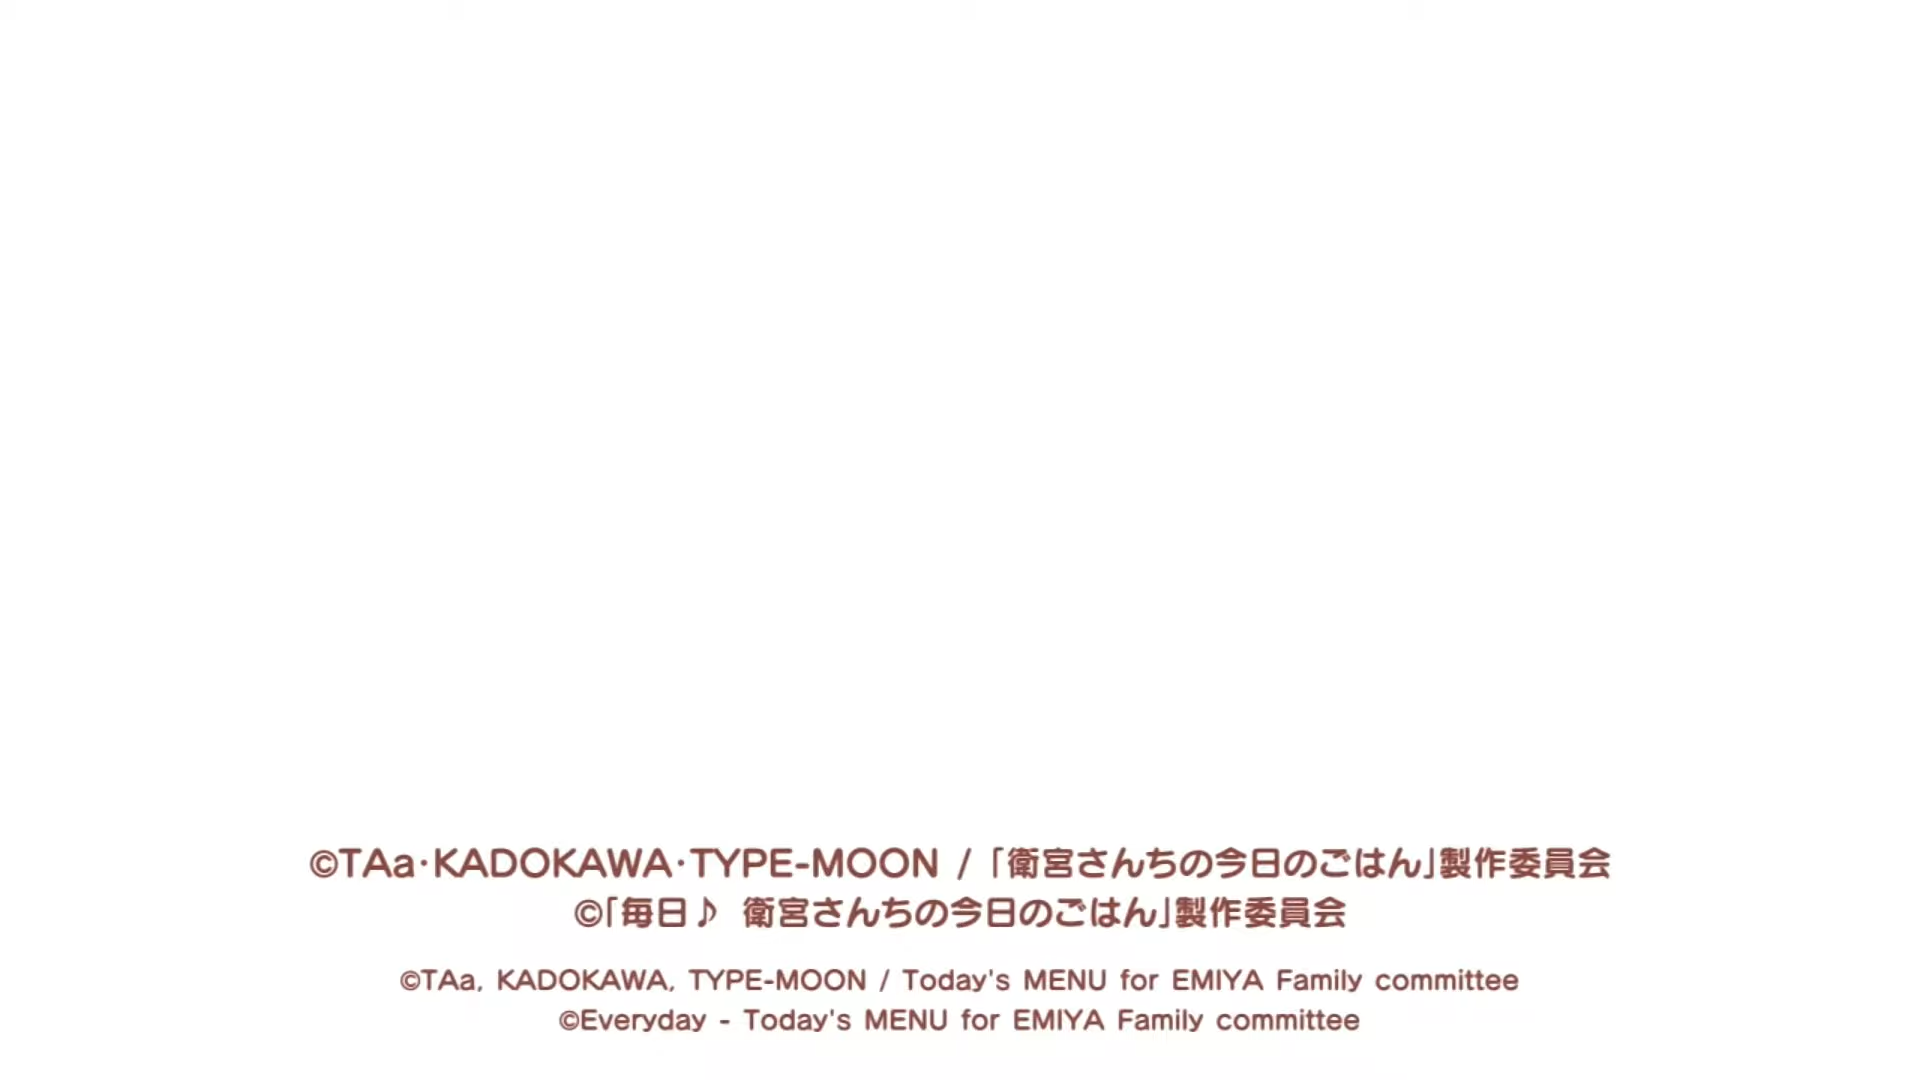 ©TAa·KADOKAWA·TYPE-MOON / 「衛宮さんちの今日のごはん」製作委員会
©「毎日♪ 衛宮さんちの今日のごはん」製作委員会
©TAa, KADOKAWA, TYPE-MOON / Today's MENU for EMIYA Family committee
©Everyday - Today's MENU for EMIYA Family committee